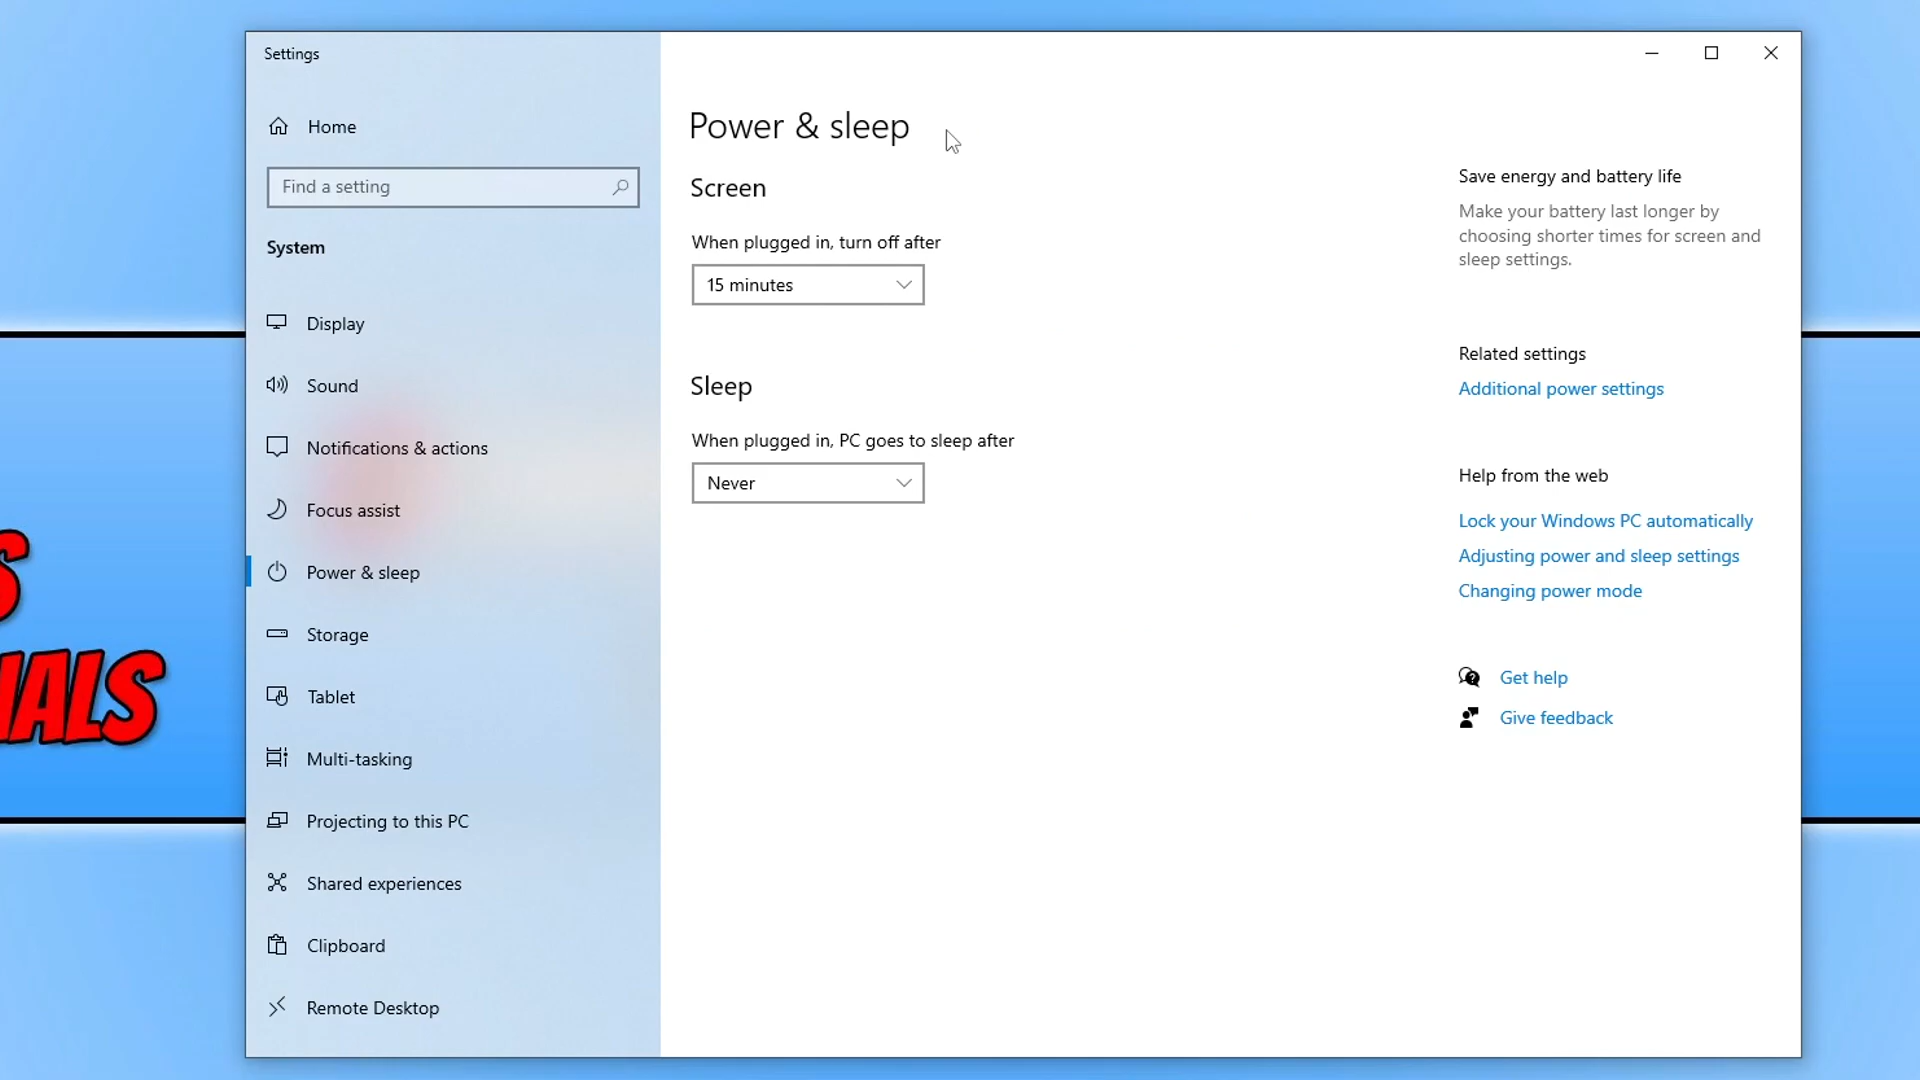 Settings
Home
Find a setting
System
Display
Sound
Notifications & actions
Focus assist
Power & sleep
Storage
Tablet
Multi-tasking
Projecting to this PC
Shared experiences
Clipboard
Remote Desktop
Power & sleep
Screen
When plugged in, turn off after
15 minutes
Sleep
When plugged in, PC goes to sleep after
Never
Save energy and battery life
Make your battery last longer by
choosing shorter times for screen and
sleep settings.
Related settings
Additional power settings
Help from the web
Lock your Windows PC automatically
Adjusting power and sleep settings
Changing power mode
Get help
Give feedback